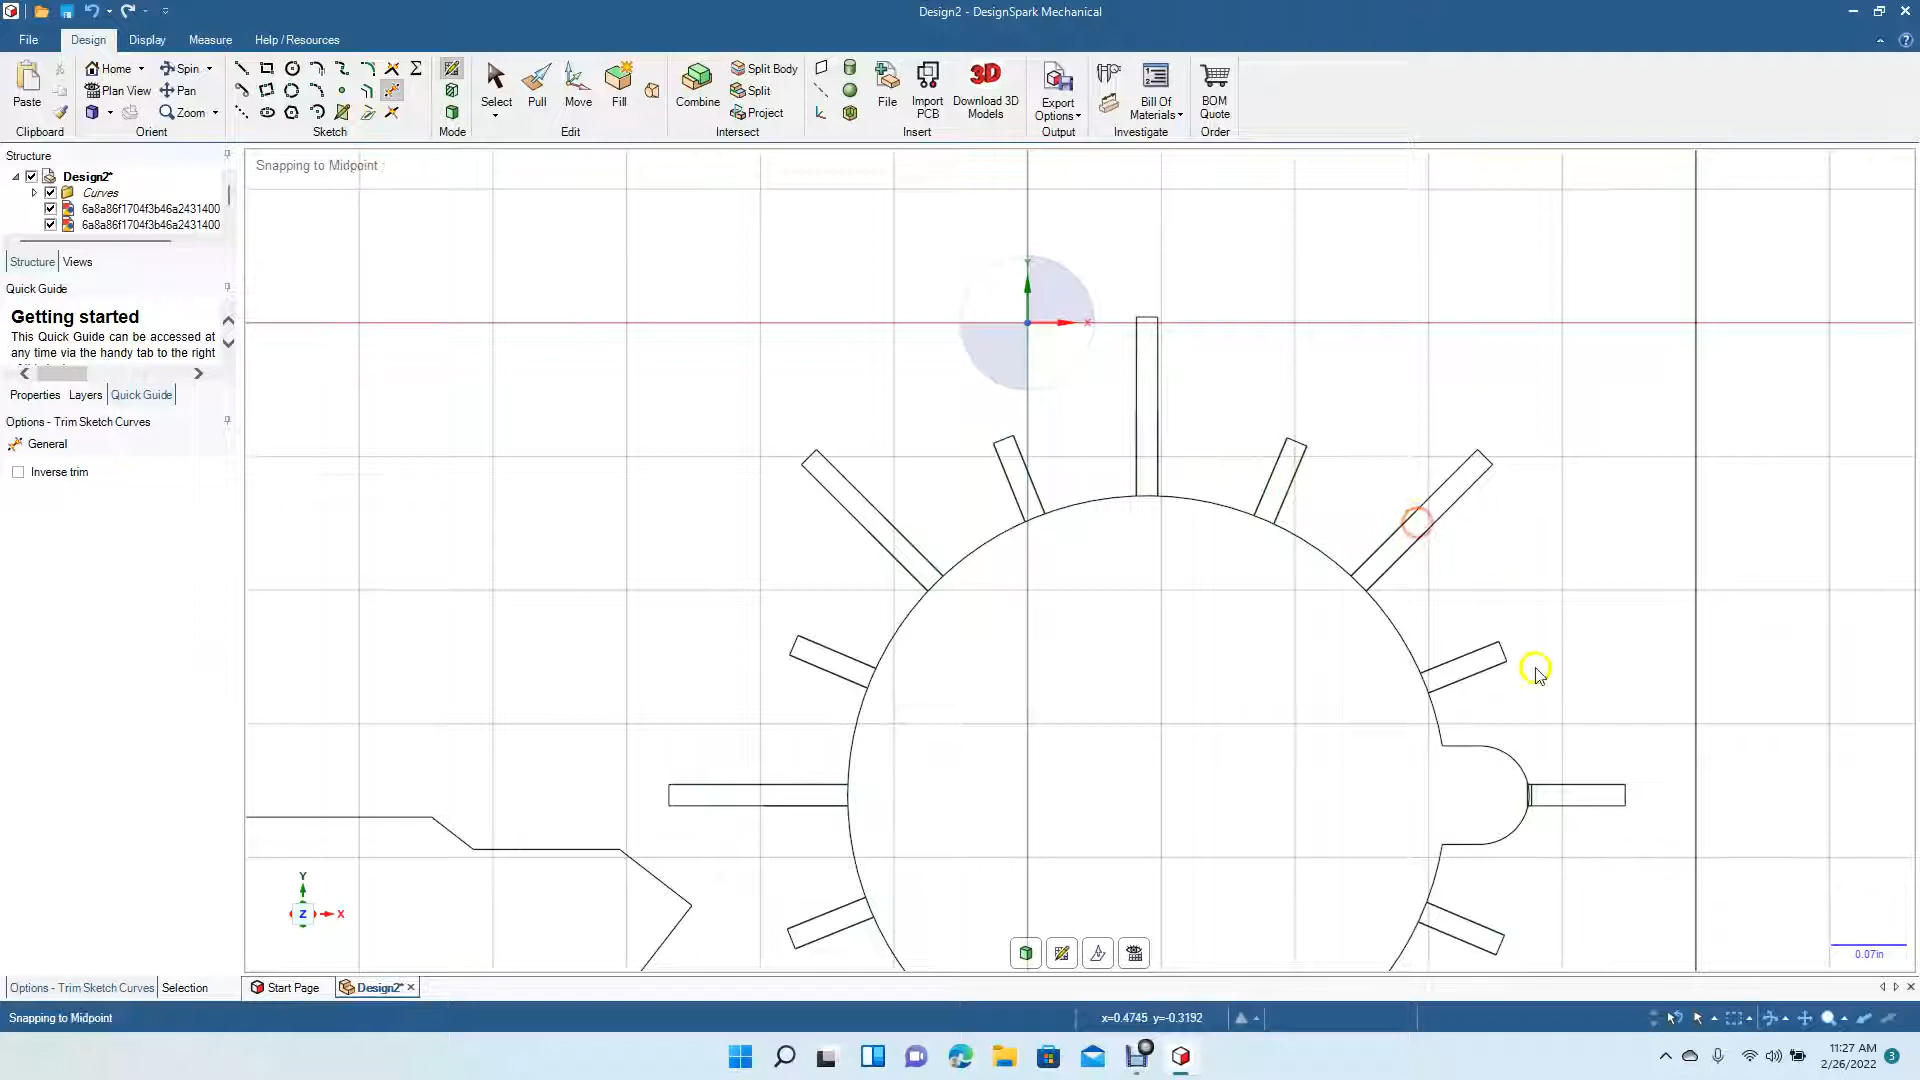 Design2 - DesignSpark Mechanical
File Design Display Measure Help / Resources
Paste
Clipboard
Home Spin
Plan View Pan
Zoom
Orient
Sketch
Mode
Select Pull Move Fill
Edit
Combine
Split Body
Split
Project
Intersect
File
Import
PCB
Download 3D
Models
3D
Insert
Export
Options
Output
Bill Of
Materials
Investigate
BOM
Quote
Order
Structure
Design2*
Curves
6a8a86f1704f3b46a2431400
6a8a86f1704f3b46a2431400
Structure Views
Quick Guide
Getting started
This Quick Guide can be accessed at
any time via the handy tab to the right
Properties Layers Quick Guide
Options - Trim Sketch Curves
General
Inverse trim
Snapping to Midpoint
Y
X
Y
Z X
0.07in
Options - Trim Sketch Curves Selection
Start Page Design2*
Snapping to Midpoint
x=0.4745 y=-0.3192
11:27 AM
2/26/2022
3